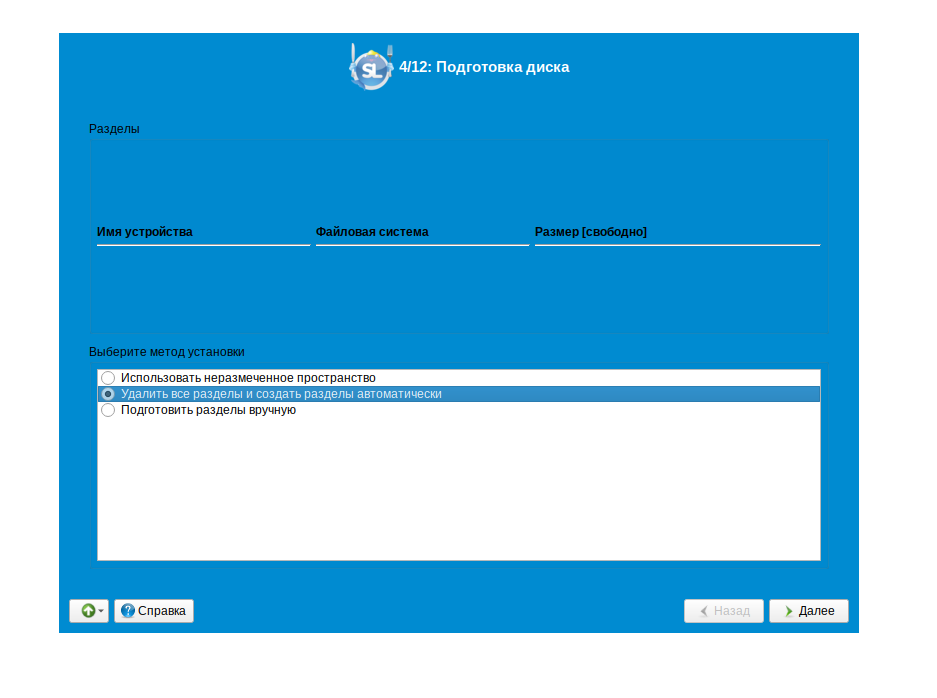 SL
4/12: Подготовка диска
Разделы
Имя устройства Файловая система Размер [свободно]
Выберите метод установки
Использовать неразмеченное пространство
Удалить все разделы и создать разделы автоматически
Подготовить разделы вручную
Справка Назад Далее